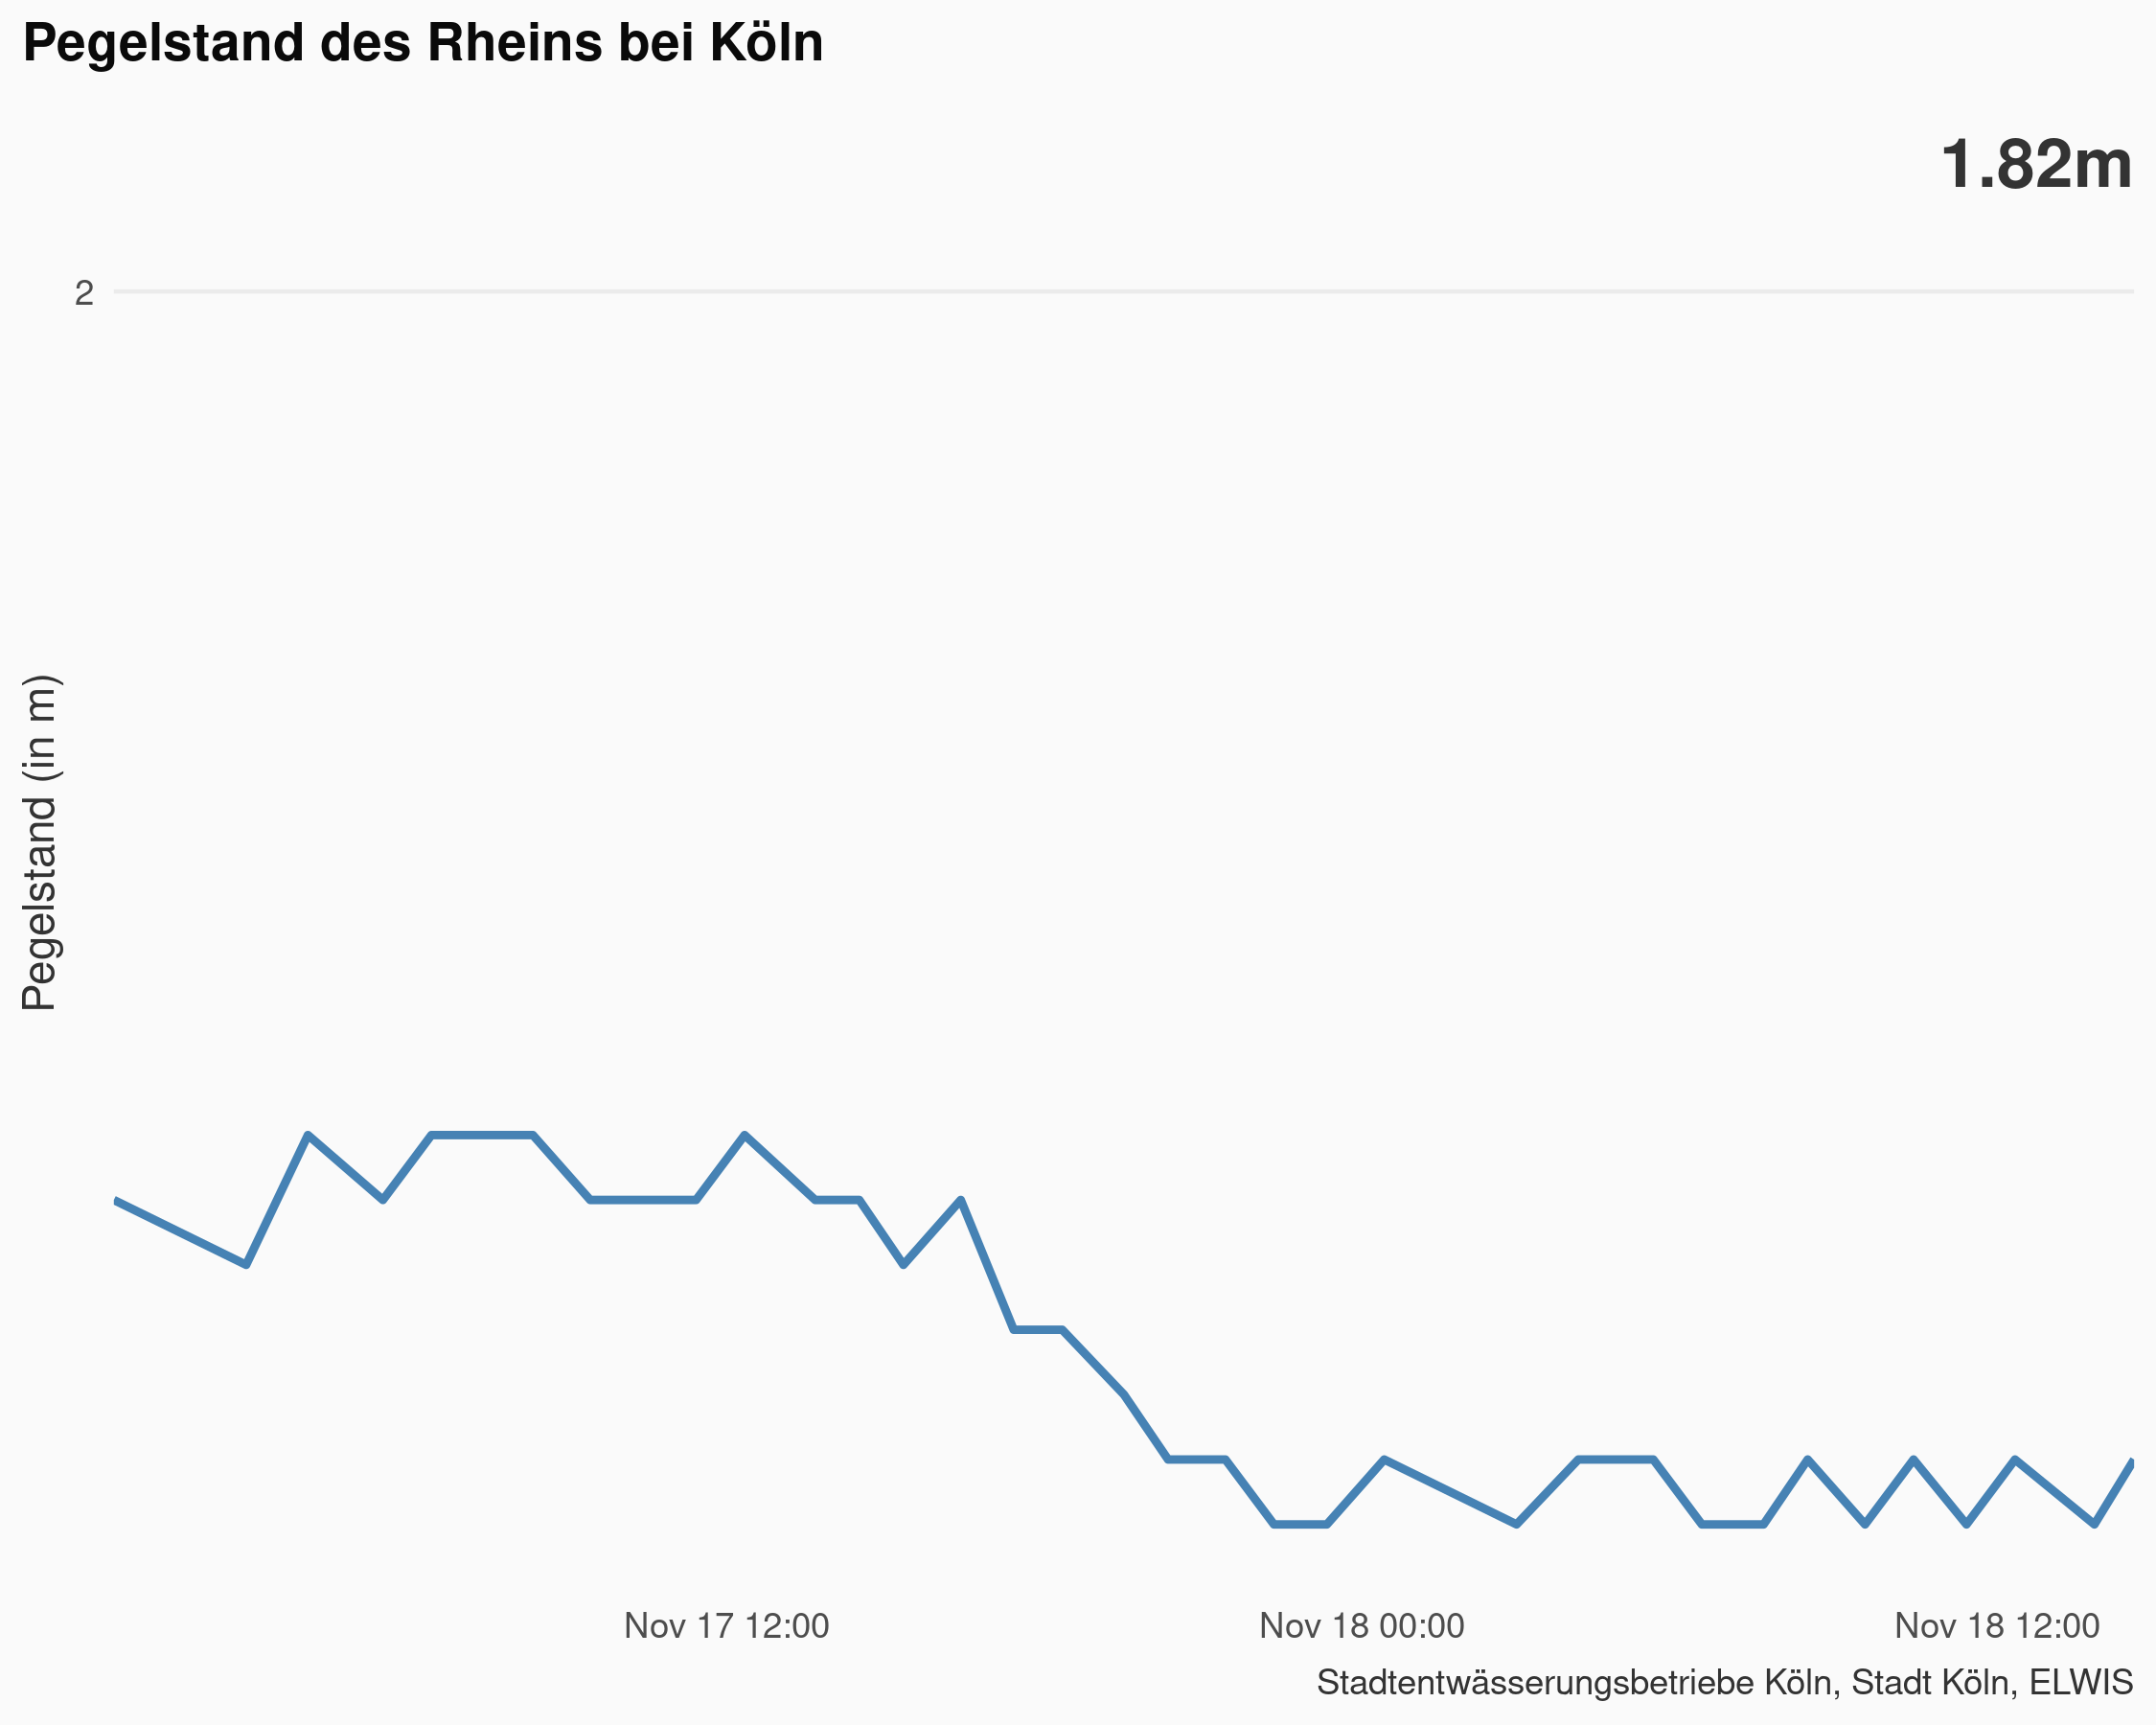 Pegelstand des Rheins bei Köln
1.82m
2
Pegelstand (in m)
Nov 17 12:00
Nov 18 00:00
Nov 18 12:00
Stadtentwässerungsbetriebe Köln, Stadt Köln, ELWIS